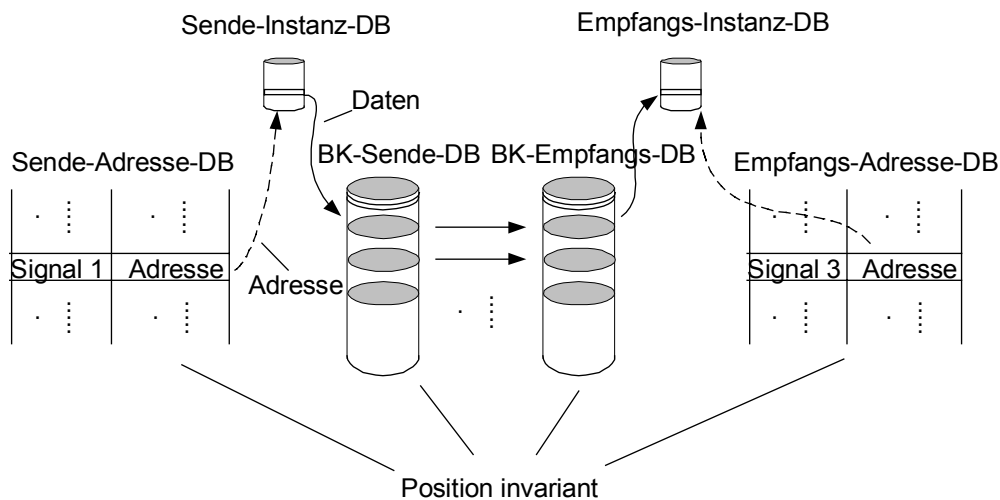 Sende-Instanz-DB
Empfangs-Instanz-DB
Daten
Sende-Adresse-DB
BK-Sende-DB
BK-Empfangs-DB
Empfangs-Adresse-DB
Signal 1
Adresse
Adresse
Signal 3
Adresse
Position invariant